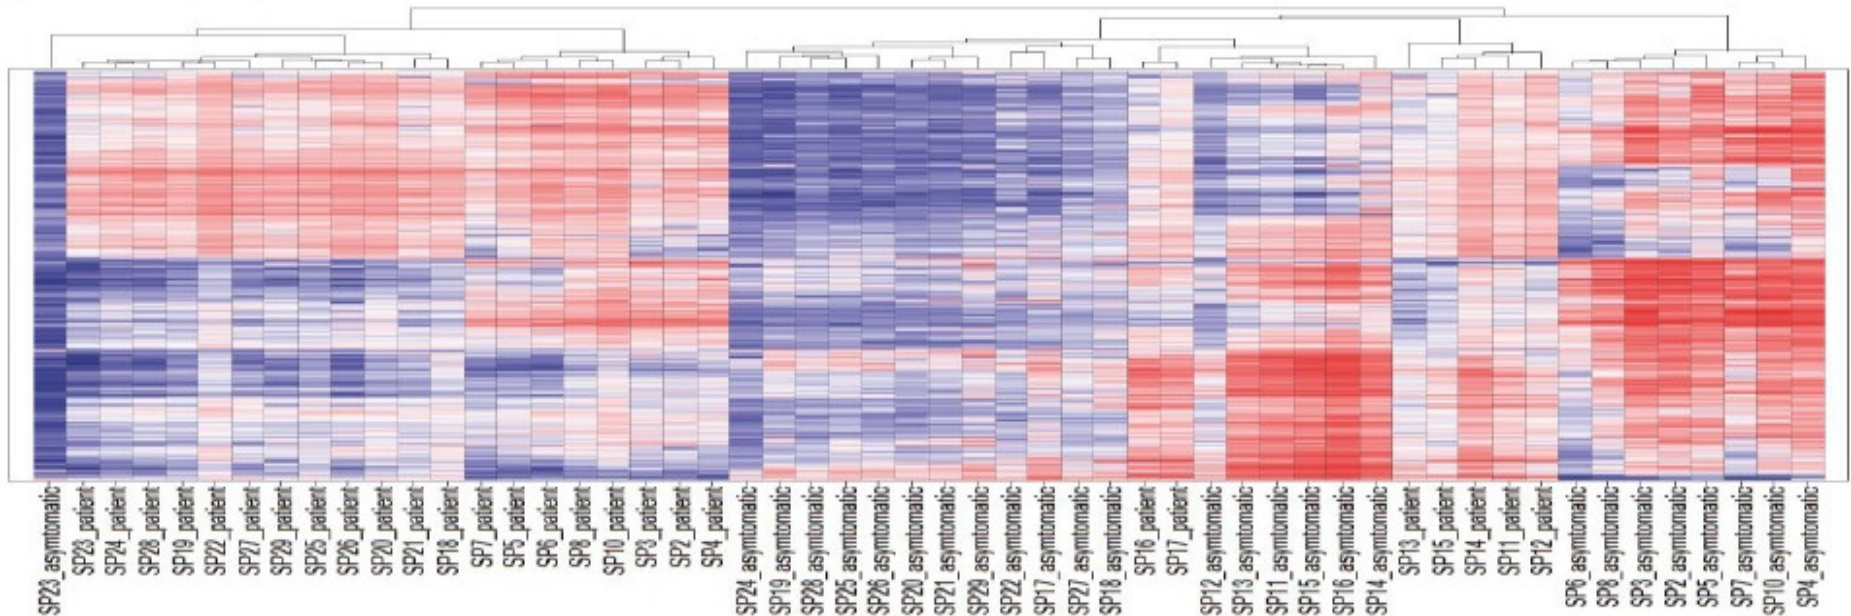 SP23_asymtomatic
SP23_patient
SP24_patient
SP28_patient
SP19_patient
SP22_patient
SP27_patient
SP29_patient
SP25_patient
SP26_patient
SP20_patient
SP21_patient
SP18_patient
SP7_patient
SP5_patient
SP6_patient
SP8_patient
SP10_patient
SP3_patient
SP2_patient
SP4_patient
SP24_asymtomatic
SP19_asymtomatic
SP28_asymtomatic
SP25_asymtomatic
SP26_asymtomatic
SP20_asymtomatic
SP21_asymtomatic
SP29_asymtomatic
SP22_asymtomatic
SP17_asymtomatic
SP27_asymtomatic
SP18_asymtomatic
SP16_patient
SP17_patient
SP12_asymtomatic
SP13_asymtomatic
SP11_asymtomatic
SP15_asymtomatic
SP16_asymtomatic
SP14_asymtomatic
SP13_patient
SP15_patient
SP14_patient
SP11_patient
SP12_patient
SP6_asymtomatic
SP8_asymtomatic
SP3_asymtomatic
SP2_asymtomatic
SP5_asymtomatic
SP7_asymtomatic
SP10_asymtomatic
SP4_asymtomatic